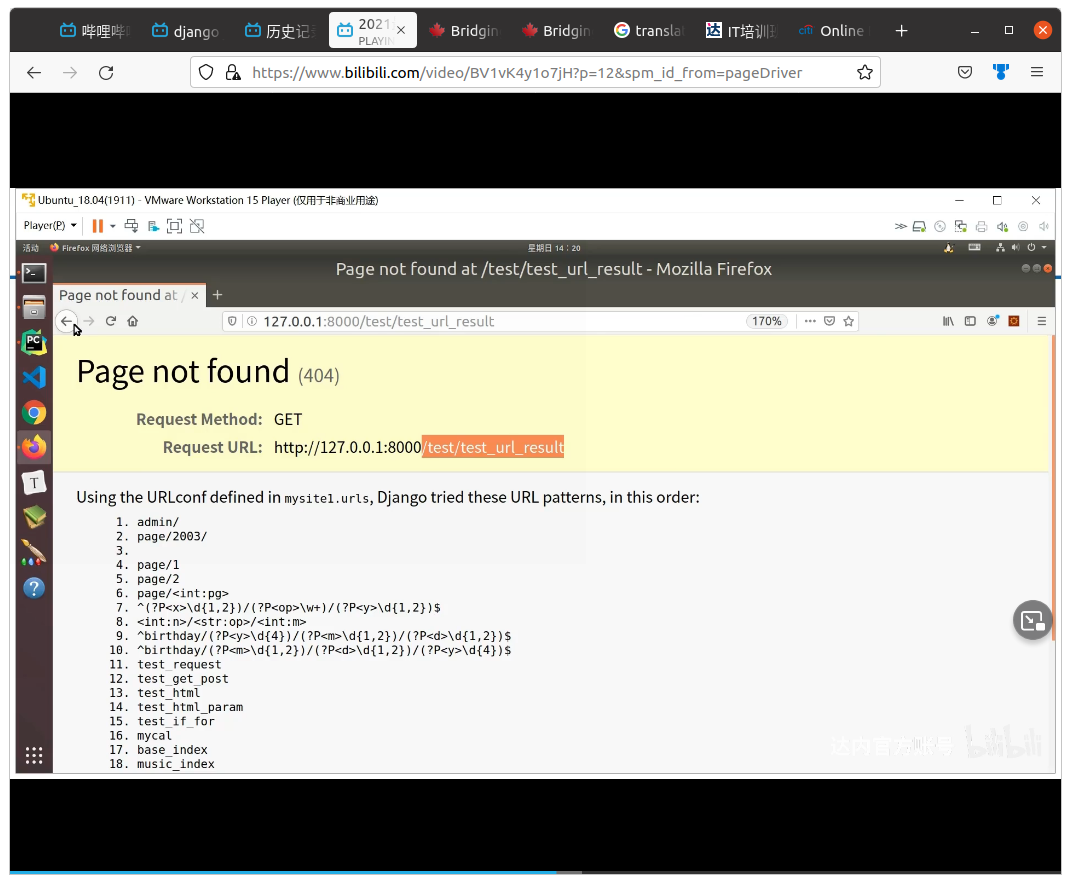 哔哩哔
django
历史记
2021
PLAYIN
Bridgin
Bridgin
translat
IT培训班
citi
Online
https://www.bilibili.com/video/BV1vK4y1o7jH?p=12&spm_id_from=pageDriver
Ubuntu_18.04(1911) - VMware Workstation 15 Player (仅用于非商业用途)
Player(P)
活动 Firefox 网络浏览器 星期日 14：20
Page not found at /test/test_url_result - Mozilla Firefox
Page not found at /
127.0.0.1:8000/test/test_url_result 170%
Page not found (404)
Request Method: GET
Request URL: http://127.0.0.1:8000/test/test_url_result
Using the URLconf defined in mysite1.urls, Django tried these URL patterns, in this order:
1. admin/
2. page/2003/
3.
4. page/1
5. page/2
6. page/<int:pg>
7. ^(?P<x>\d{1,2})/(?P<op>\w+)/(?P<y>\d{1,2})$
8. <int:n>/<str:op>/<int:m>
9. ^birthday/(?P<y>\d{4})/(?P<m>\d{1,2})/(?P<d>\d{1,2})$
10. ^birthday/(?P<m>\d{1,2})/(?P<d>\d{1,2})/(?P<y>\d{4})$
11. test_request
12. test_get_post
13. test_html
14. test_html_param
15. test_if_for
16. mycal
17. base_index
18. music_index
达内官方账号 bilibili